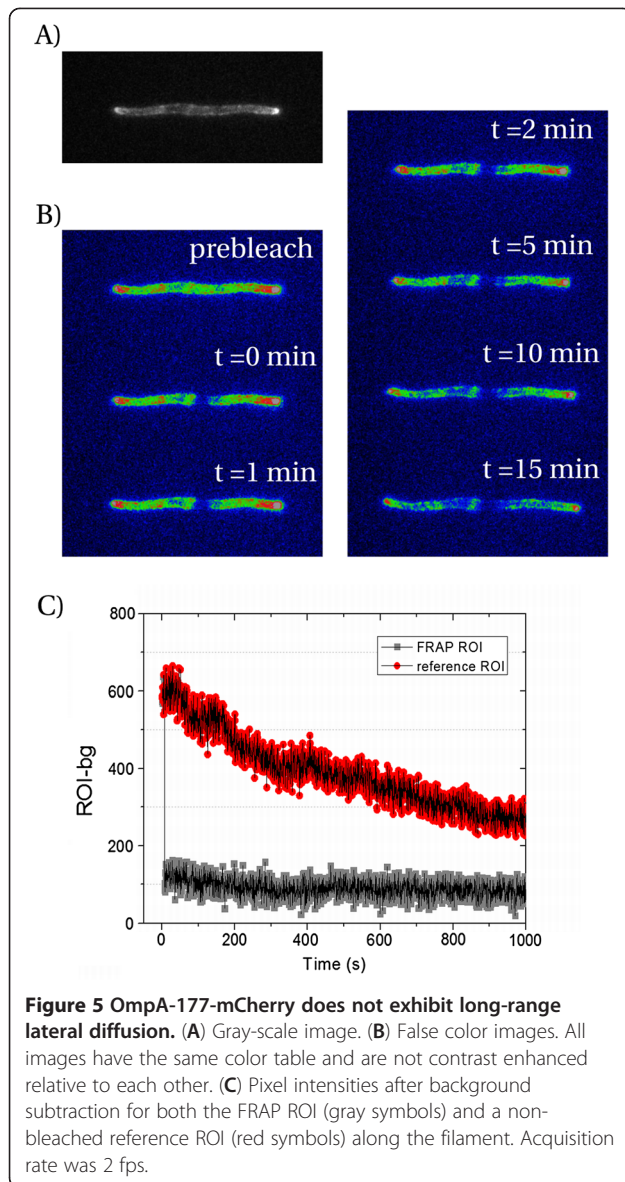 A)
B)
prebleach
t =0 min
t =1 min
t =2 min
t =5 min
t =10 min
t =15 min
C)
800
600
400
200
0
ROI-bg
FRAP ROI
reference ROI
0 200 400 600 800 1000
Time (s)
Figure 5 OmpA-177-mCherry does not exhibit long-range
lateral diffusion. (A) Gray-scale image. (B) False color images. All
images have the same color table and are not contrast enhanced
relative to each other. (C) Pixel intensities after background
subtraction for both the FRAP ROI (gray symbols) and a non-
bleached reference ROI (red symbols) along the filament. Acquisition
rate was 2 fps.